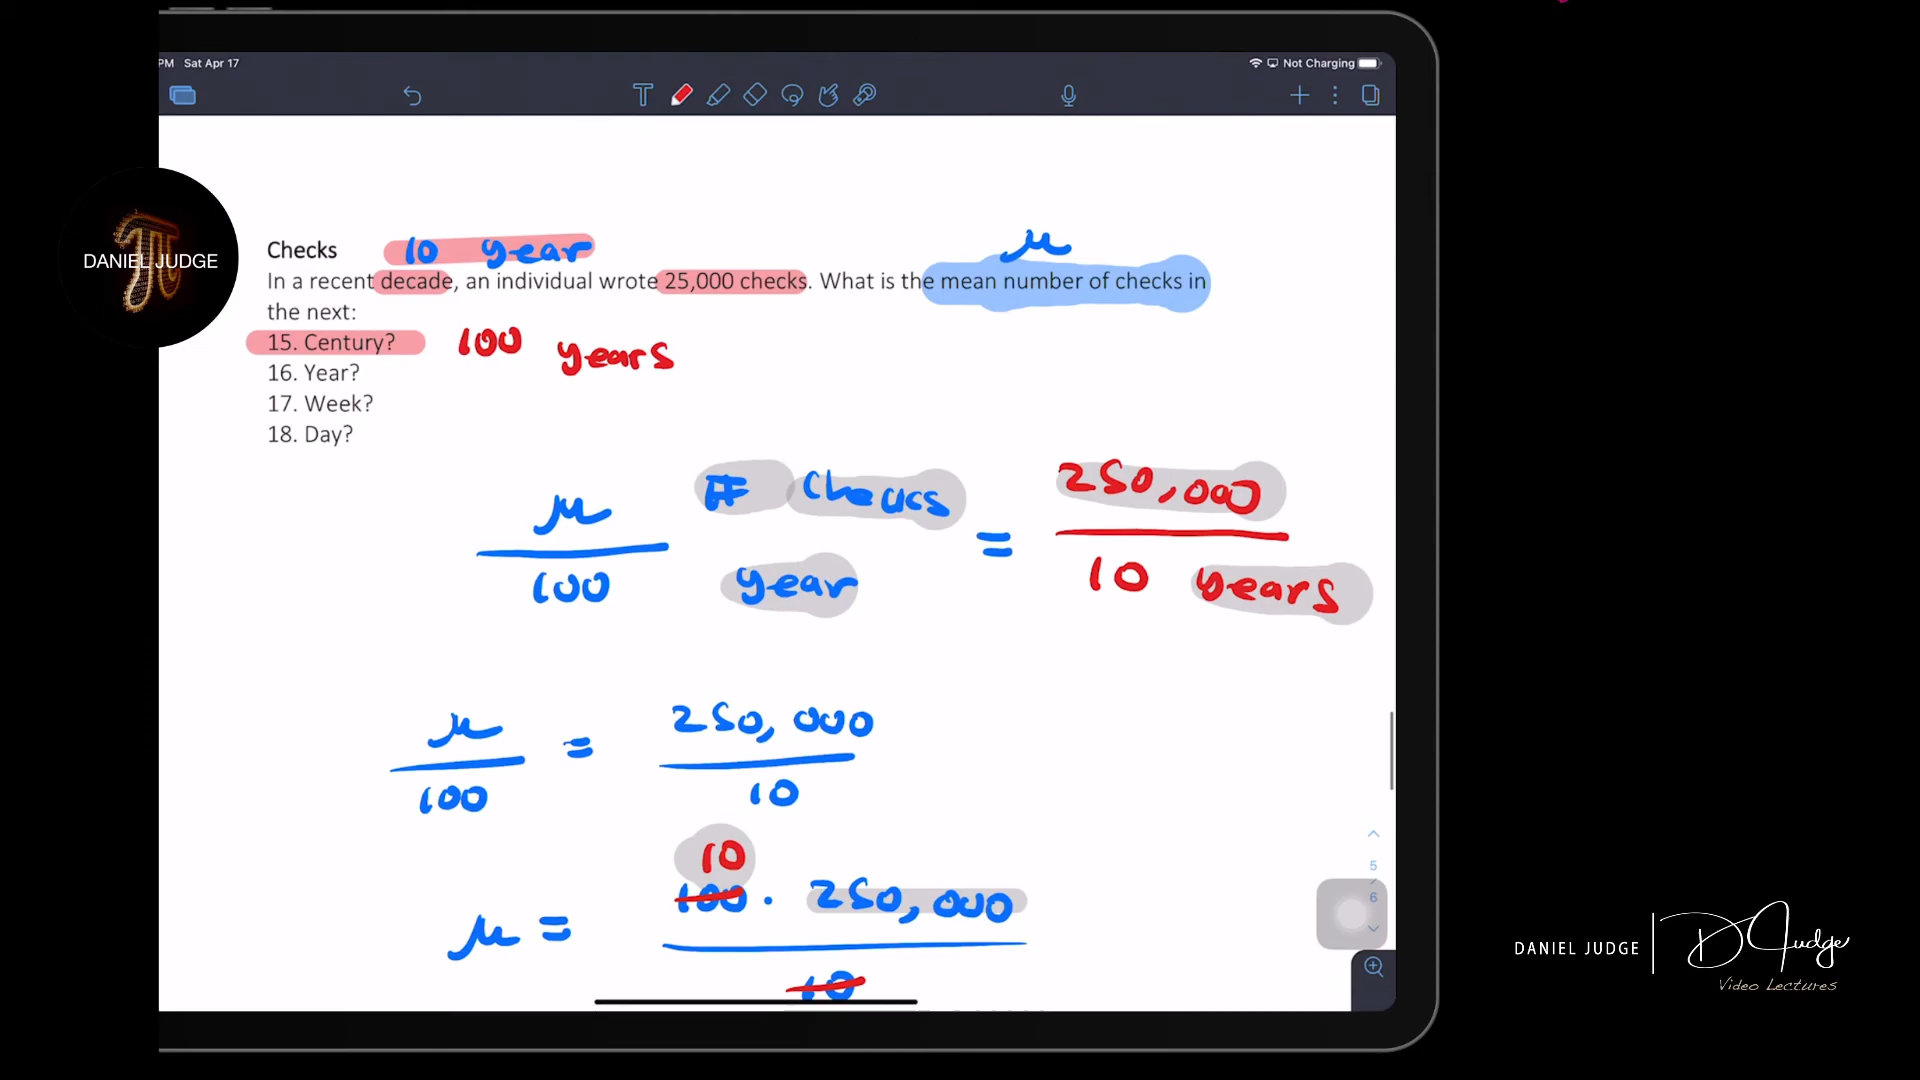 PM Sat Apr 17
Not Charging
DANIEL JUDGE
Checks
10 year
μ
In a recent decade, an individual wrote 25,000 checks. What is the mean number of checks in
the next:
15. Century?
100 years
16. Year?
17. Week?
18. Day?
μ
100
# Checks
year
=
250,000
10 years
μ
100
=
250,000
10
10
μ =
100 · 250,000
10
5
6
DANIEL JUDGE
DJudge
Video Lectures